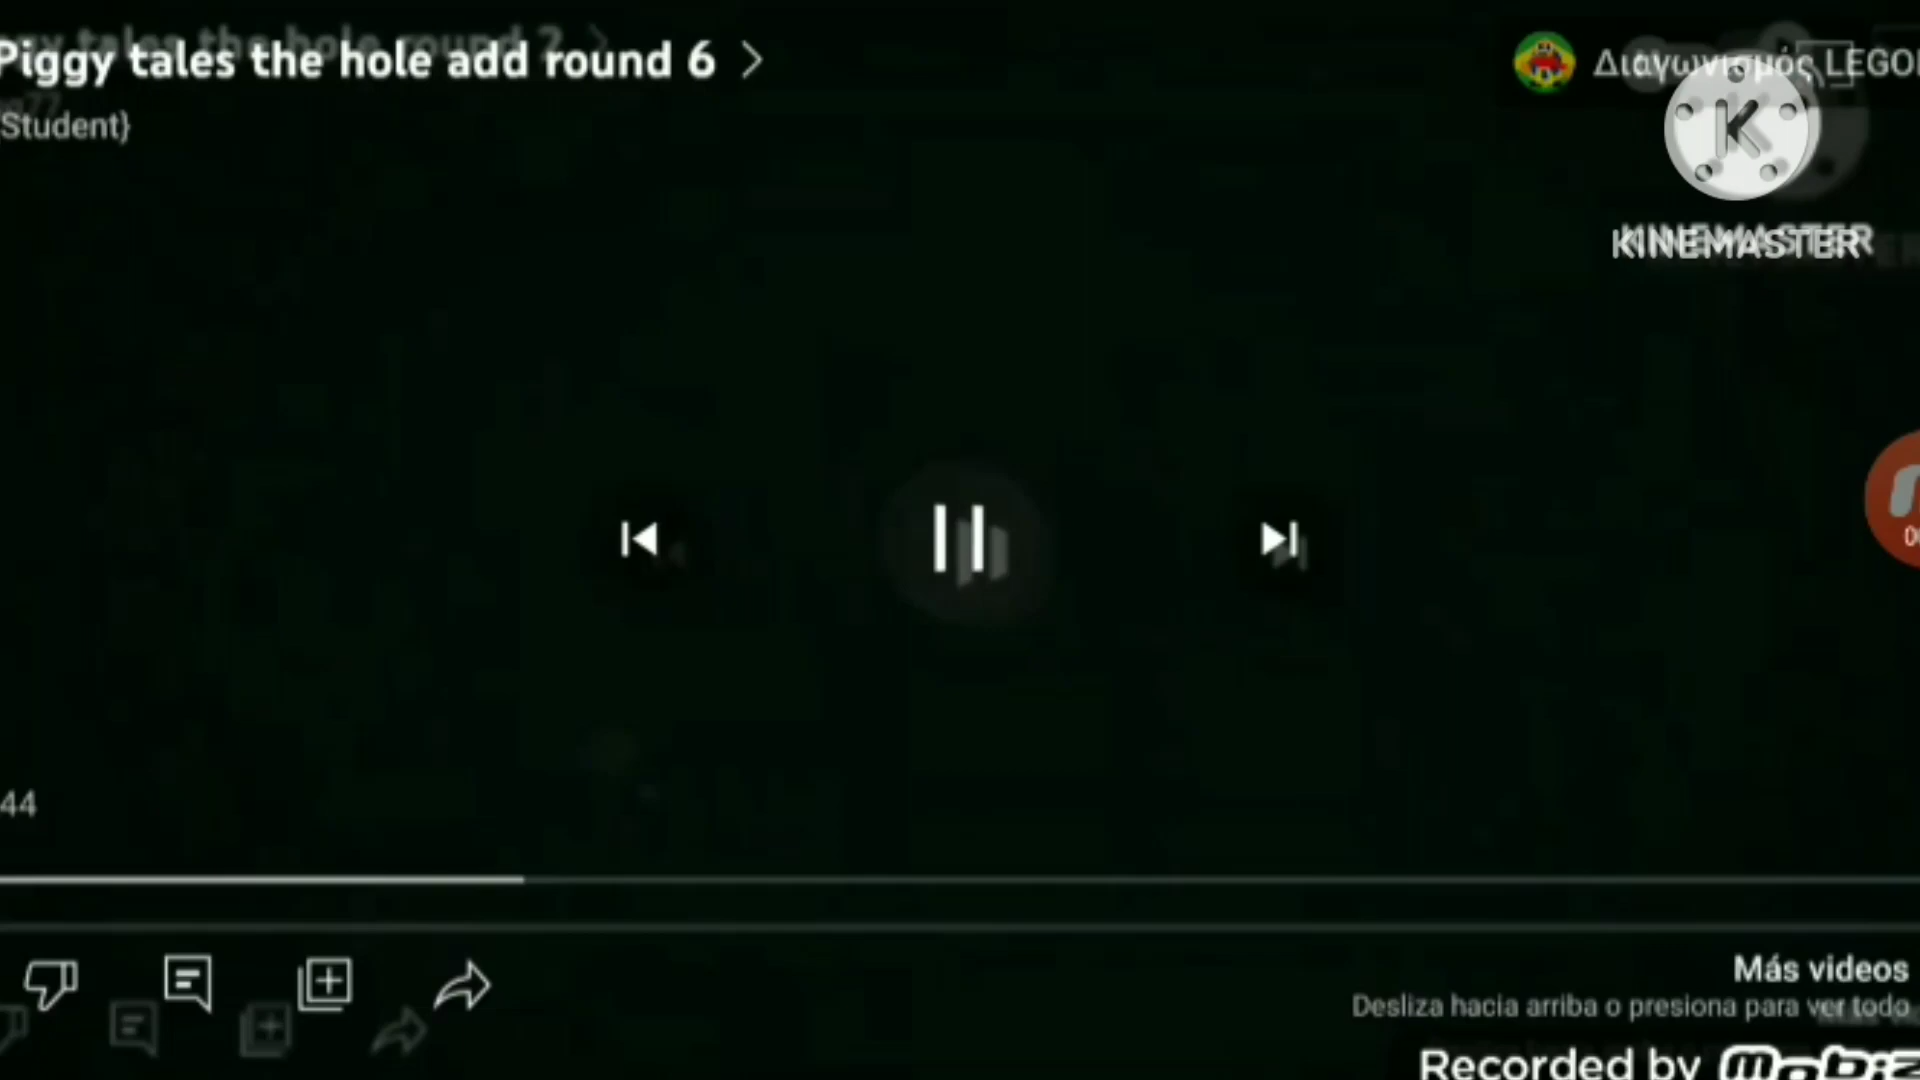 Piggy tales the hole add round 6
Student}
Διαγωνισμός LEGO
KINEMASTER
44
Más videos
Desliza hacia arriba o presiona para ver todo
Recorded by